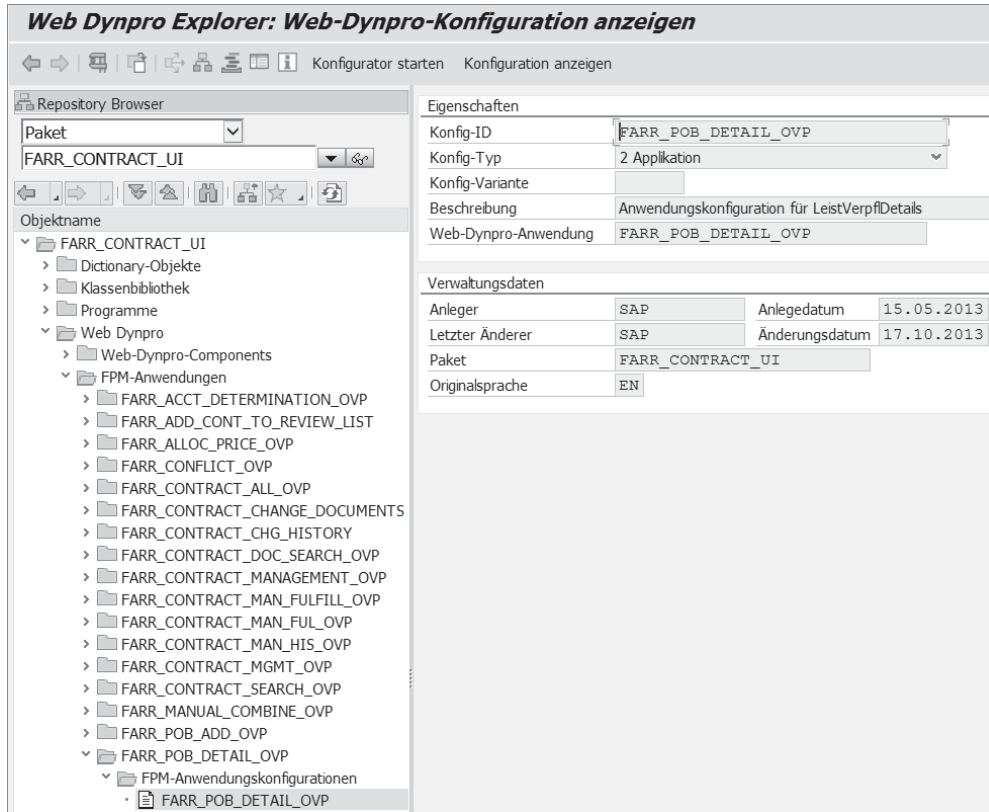 Web Dynpro Explorer: Web-Dynpro-Konfiguration anzeigen
Konfigurator starten Konfiguration anzeigen
Repository Browser
Paket
FARR_CONTRACT_UI
Objektname
FARR_CONTRACT_UI
Dictionary-Objekte
Klassenbibliothek
Programme
Web Dynpro
Web-Dynpro-Components
FPM-Anwendungen
FARR_ACCT_DETERMINATION_OVP
FARR_ADD_CONT_TO_REVIEW_LIST
FARR_ALLOC_PRICE_OVP
FARR_CONFLICT_OVP
FARR_CONTRACT_ALL_OVP
FARR_CONTRACT_CHANGE_DOCUMENTS
FARR_CONTRACT_CHG_HISTORY
FARR_CONTRACT_DOC_SEARCH_OVP
FARR_CONTRACT_MANAGEMENT_OVP
FARR_CONTRACT_MAN_FULFILL_OVP
FARR_CONTRACT_MAN_FUL_OVP
FARR_CONTRACT_MAN_HIS_OVP
FARR_CONTRACT_MGMT_OVP
FARR_CONTRACT_SEARCH_OVP
FARR_MANUAL_COMBINE_OVP
FARR_POB_ADD_OVP
FARR_POB_DETAIL_OVP
FPM-Anwendungskonfigurationen
FARR_POB_DETAIL_OVP
Eigenschaften
Konfig-ID FARR_POB_DETAIL_OVP
Konfig-Typ 2 Applikation
Konfig-Variante
Beschreibung Anwendungskonfiguration für LeistVerpflDetails
Web-Dynpro-Anwendung FARR_POB_DETAIL_OVP
Verwaltungsdaten
Anleger SAP Anlegedatum 15.05.2013
Letzter Änderer SAP Änderungsdatum 17.10.2013
Paket FARR_CONTRACT_UI
Originalsprache EN